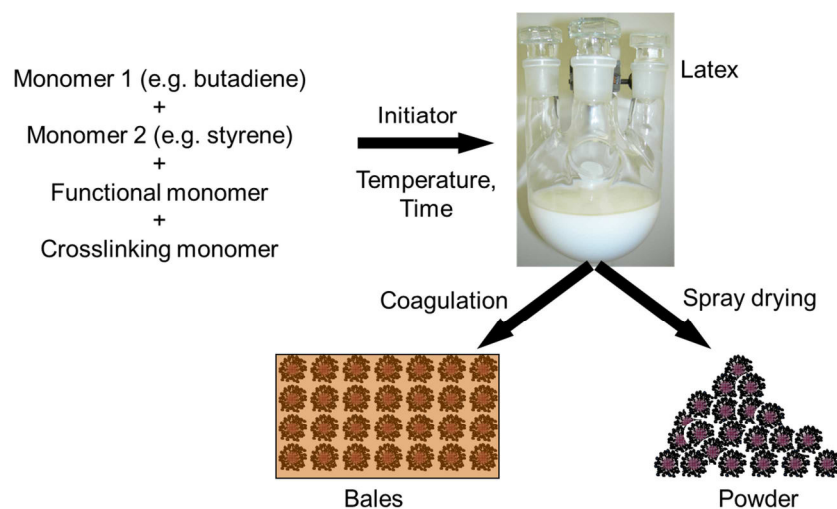 Monomer 1 (e.g. butadiene)
+
Monomer 2 (e.g. styrene)
+
Functional monomer
+
Crosslinking monomer
Initiator
Temperature,
Time
Latex
Coagulation
Spray drying
Bales
Powder